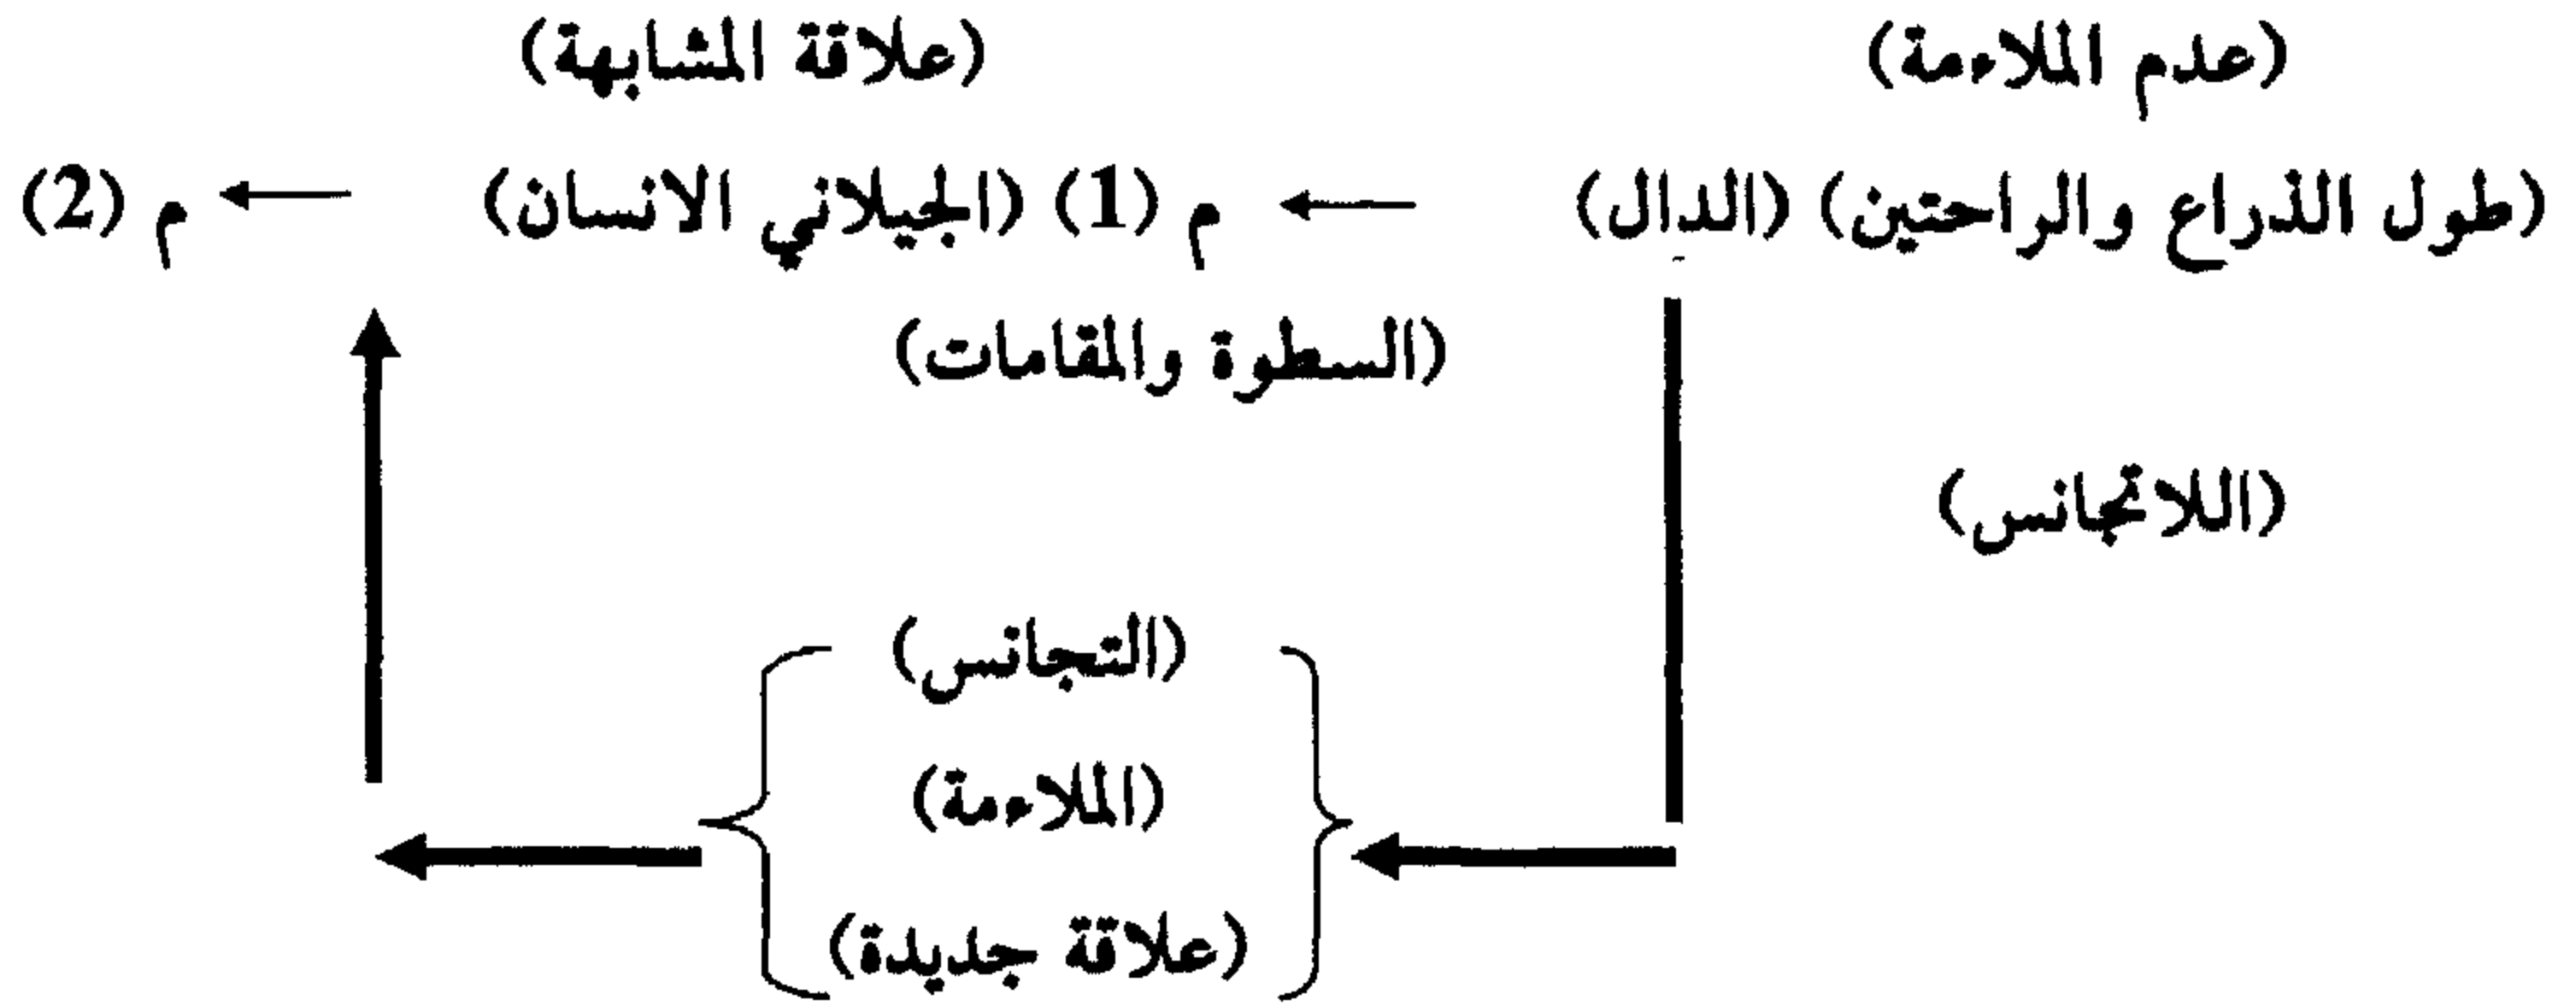 (عدم الملاءمة) (علاقة المشابهة)
(طول الذراع والراحتين) (الدال) ← م (1) (الجيلاني الانسان) ← م (2)
(السطوة والمقامات)
(اللاتجانس)
(التجانس)
(الملاءمة)
(علاقة جديدة)